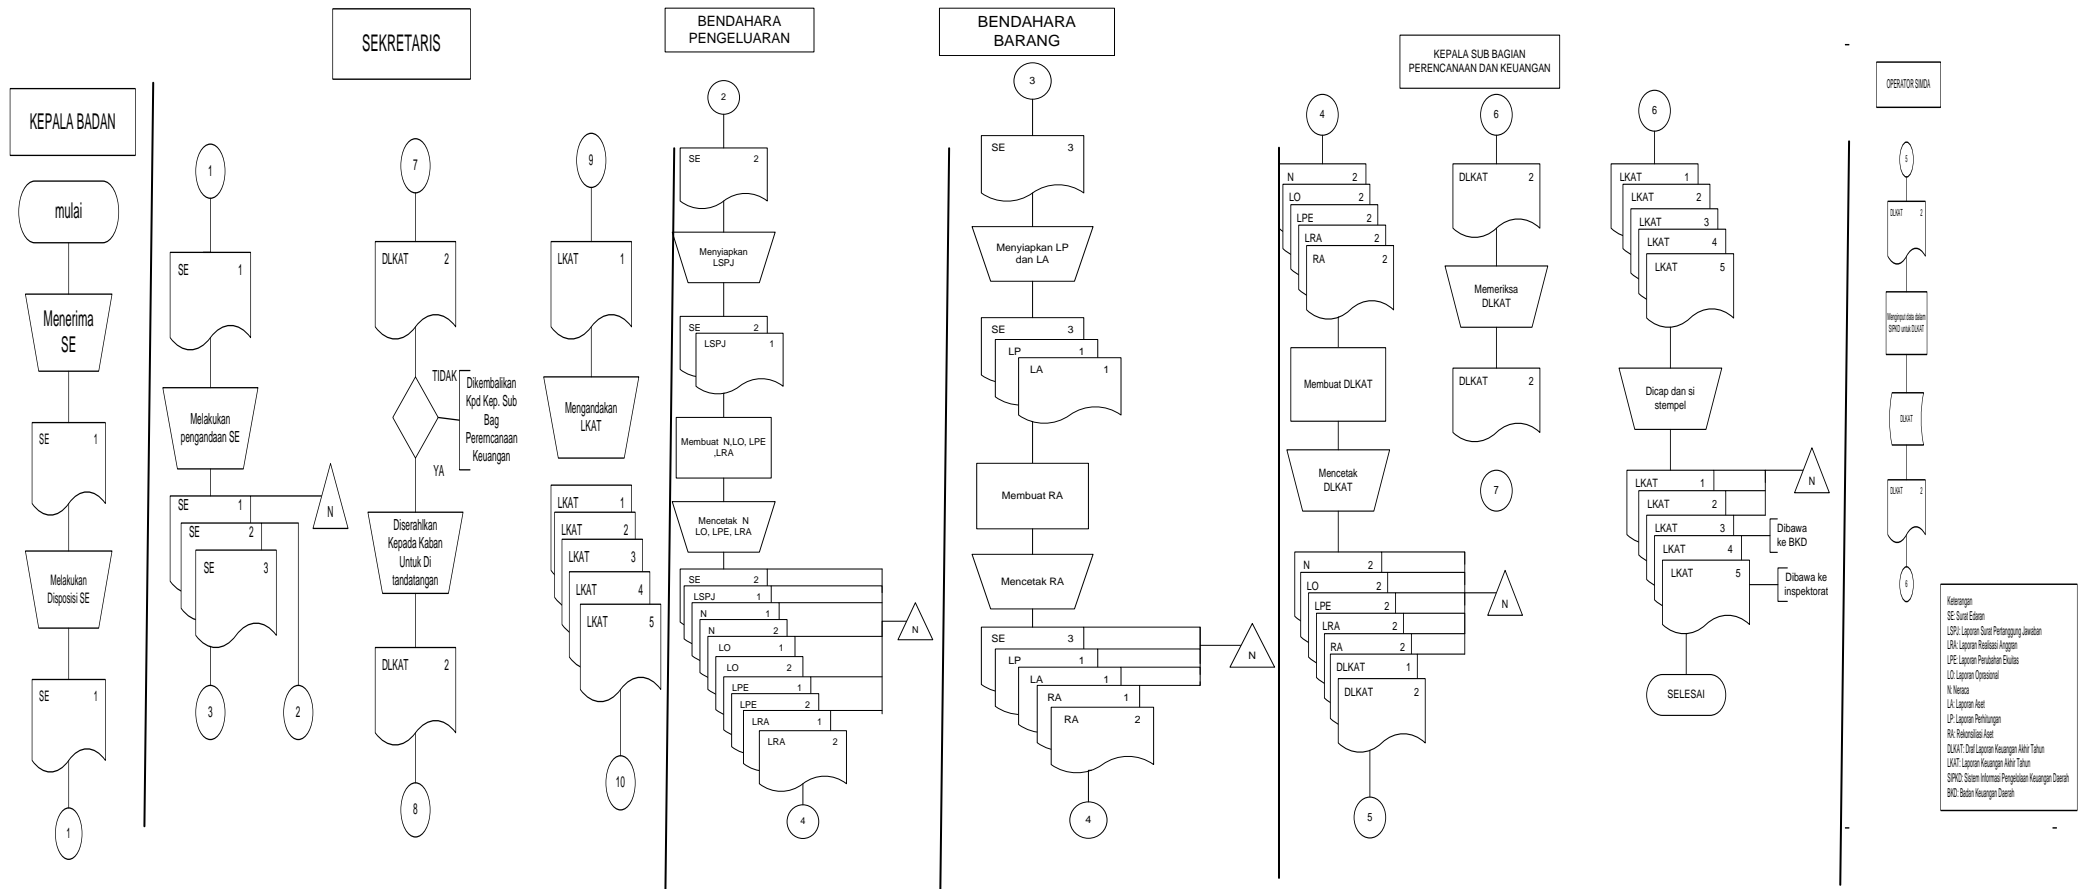 KEPALA BADAN
mulai
Menerima
SE
SE 1
Melakukan
Disposisi SE
SE 1
1
SEKRETARIS
1
SE 1
Melakukan
pengandaan SE
SE 1
SE 2
SE 3
N
3
2
7
DLKAT 2
TIDAK
Dikembalikan
Kpd Kep. Sub
Bag
Peremcanaan
Keuangan
YA
Diserahlkan
Kepada Kaban
Untuk Di
tandatangan
DLKAT 2
8
9
LKAT 1
Mengandakan
LKAT
LKAT 1
LKAT 2
LKAT 3
LKAT 4
LKAT 5
10
BENDAHARA
PENGELUARAN
2
SE 2
Menyiapkan
LSPJ
SE 2
LSPJ 1
Membuat N,LO, LPE
,LRA
Mencetak N
LO, LPE, LRA
SE 2
LSPJ 1
N 1
N 2
LO 1
LO 2
LPE 1
LPE 2
LRA 1
LRA 2
N
4
BENDAHARA
BARANG
3
SE 3
Menyiapkan LP
dan LA
SE 3
LP 1
LA 1
Membuat RA
Mencetak RA
SE 3
LP 1
LA 1
RA 1
RA 2
N
4
KEPALA SUB BAGIAN
PERENCANAAN DAN KEUANGAN
4
N 2
LO 2
LPE 2
LRA 2
RA 2
Membuat DLKAT
Mencetak
DLKAT
N 2
LO 2
LPE 2
LRA 2
RA 2
DLKAT 1
DLKAT 2
N
5
6
DLKAT 2
Memeriksa
DLKAT
DLKAT 2
7
6
LKAT 1
LKAT 2
LKAT 3
LKAT 4
LKAT 5
Dicap dan si
stempel
LKAT 1
LKAT 2
LKAT 3
LKAT 4
LKAT 5
N
Dibawa
ke BKD
Dibawa ke
inspektorat
SELESAI
OPERATOR SIMDA
5
DLKAT 2
Menginput data dalam
SIPKD untuk DLKAT
DLKAT
DLKAT 2
6
Keterangan
SE: Surat Edaran
LSPJ: Laporan Surat Pertanggung Jawaban
LRA: Laporan Realisasi Anggran
LPE: Laporan Perubahan Ekuitas
LO: Laporan Oprasional
N: Neraca
LA: Laporan Aset
LP: Laporan Perhitungan
RA: Rekonsiliasi Aset
DLKAT: Draf Laporan Keuangan Akhir Tahun
LKAT: Laporan Keuangan Akhir Tahun
SIPKD: Sistem Informasi Pengelolaan Keuangan Daerah
BKD: Badan Keuangan Daerah